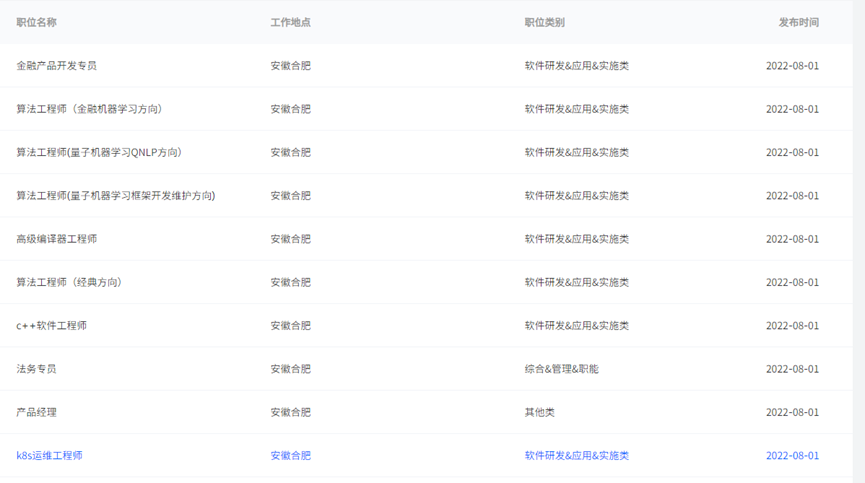 职位名称 工作地点 职位类别 发布时间
金融产品开发专员 安徽合肥 软件研发&应用&实施类 2022-08-01
算法工程师（金融机器学习方向） 安徽合肥 软件研发&应用&实施类 2022-08-01
算法工程师(量子机器学习QNLP方向） 安徽合肥 软件研发&应用&实施类 2022-08-01
算法工程师(量子机器学习框架开发维护方向) 安徽合肥 软件研发&应用&实施类 2022-08-01
高级编译器工程师 安徽合肥 软件研发&应用&实施类 2022-08-01
算法工程师（经典方向） 安徽合肥 软件研发&应用&实施类 2022-08-01
c++软件工程师 安徽合肥 软件研发&应用&实施类 2022-08-01
法务专员 安徽合肥 综合&管理&职能 2022-08-01
产品经理 安徽合肥 其他类 2022-08-01
k8s运维工程师 安徽合肥 软件研发&应用&实施类 2022-08-01